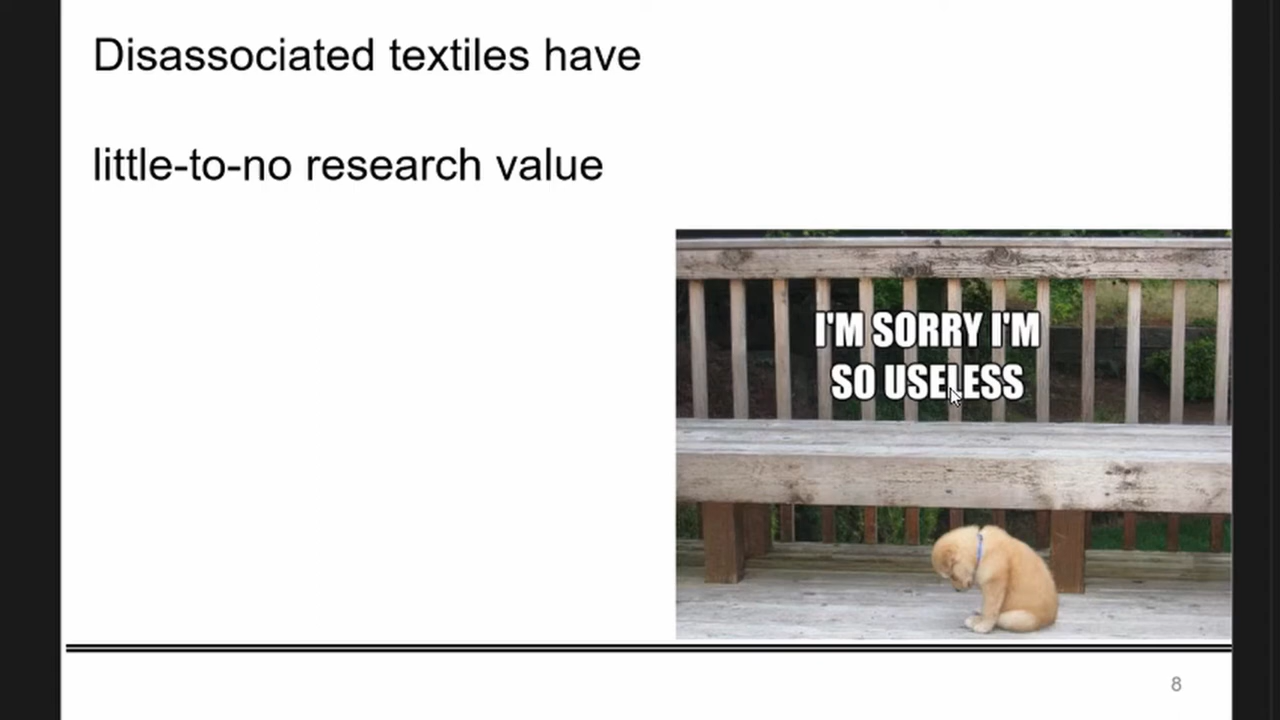 Disassociated textiles have
little-to-no research value
I'M SORRY I'M
SO USELESS
8